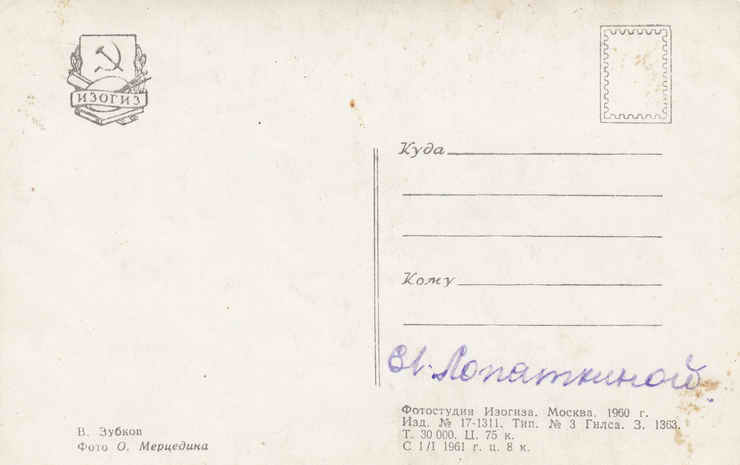 ИЗОГИЗ
Куда
Кому
Лопаткиной
Фотостудия Изогиза. Москва. 1960 г.
Изд. № 17-1311. Тип. № 3 Гилса. З. 1363.
Т. 30 000. Ц. 75 к.
С 1/I 1961 г. ц. 8 к.
В. Зубков
Фото О. Мерцедина